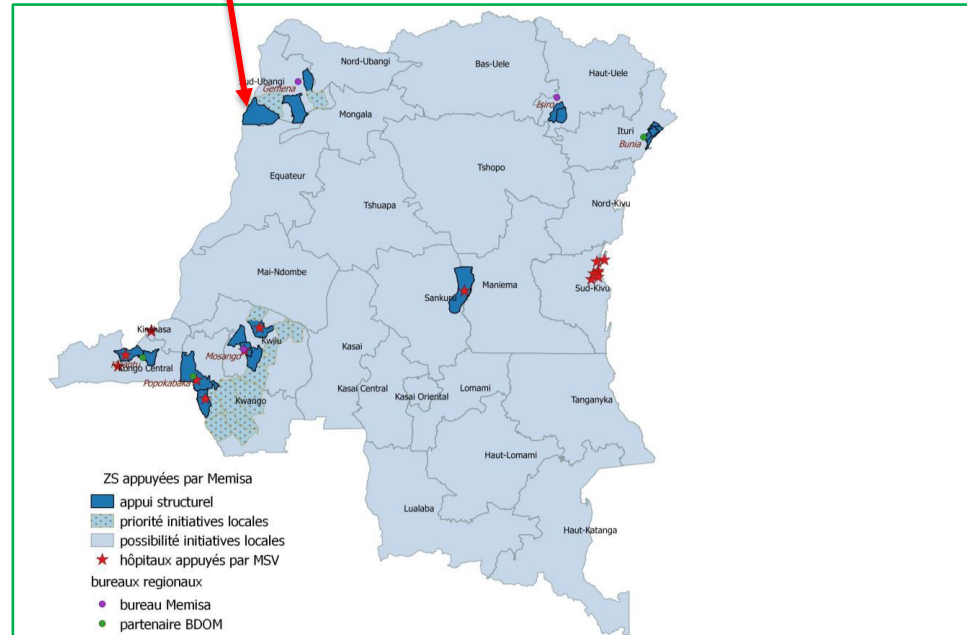 Nord-Ubangi
Bas-Uele
Haut-Uele
Sud-Ubangi
Gemena
Isiro
Mongala
Ituri
Bunia
Tshopo
Equateur
Nord-Kivu
Tshuapa
Mai-Ndombe
Maniema
Sud-Kivu
Sankuru
Kinshasa
Kwilu
Kasai
Mosango
Kongo Central
Popokabaka
Kasai Central
Lomami
Kasai Oriental
Kwango
Tanganyka
Haut-Lomami
ZS appuyées par Memisa
appui structurel
Lualaba
priorité initiatives locales
Haut-Katanga
possibilité initiatives locales
hôpitaux appuyés par MSV
bureaux regionaux
bureau Memisa
partenaire BDOM